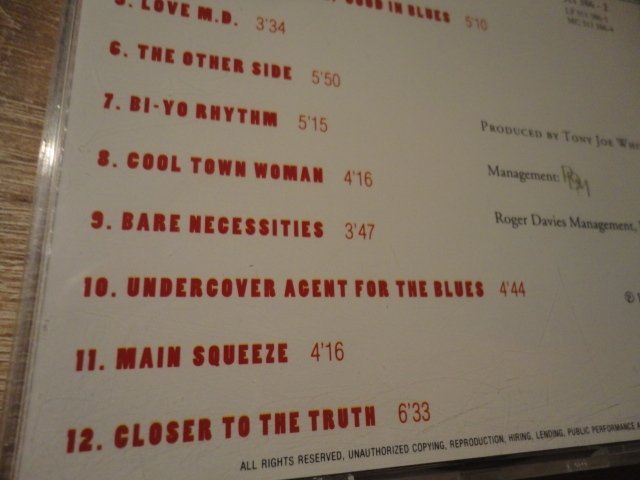 GOOD IN BLUES 5'10
5. LOVE M.D. 3'34
6. THE OTHER SIDE 5'50
7. BI-YO RHYTHM 5'15
8. COOL TOWN WOMAN 4'16
9. BARE NECESSITIES 3'47
10. UNDERCOVER AGENT FOR THE BLUES 4'44
11. MAIN SQUEEZE 4'16
12. CLOSER TO THE TRUTH 6'33
PRODUCED BY TONY JOE WHI
Management: RDM
Roger Davies Management,
℗
ALL RIGHTS RESERVED, UNAUTHORIZED COPYING, REPRODUCTION, HIRING, LENDING, PUBLIC PERFORMANCE A